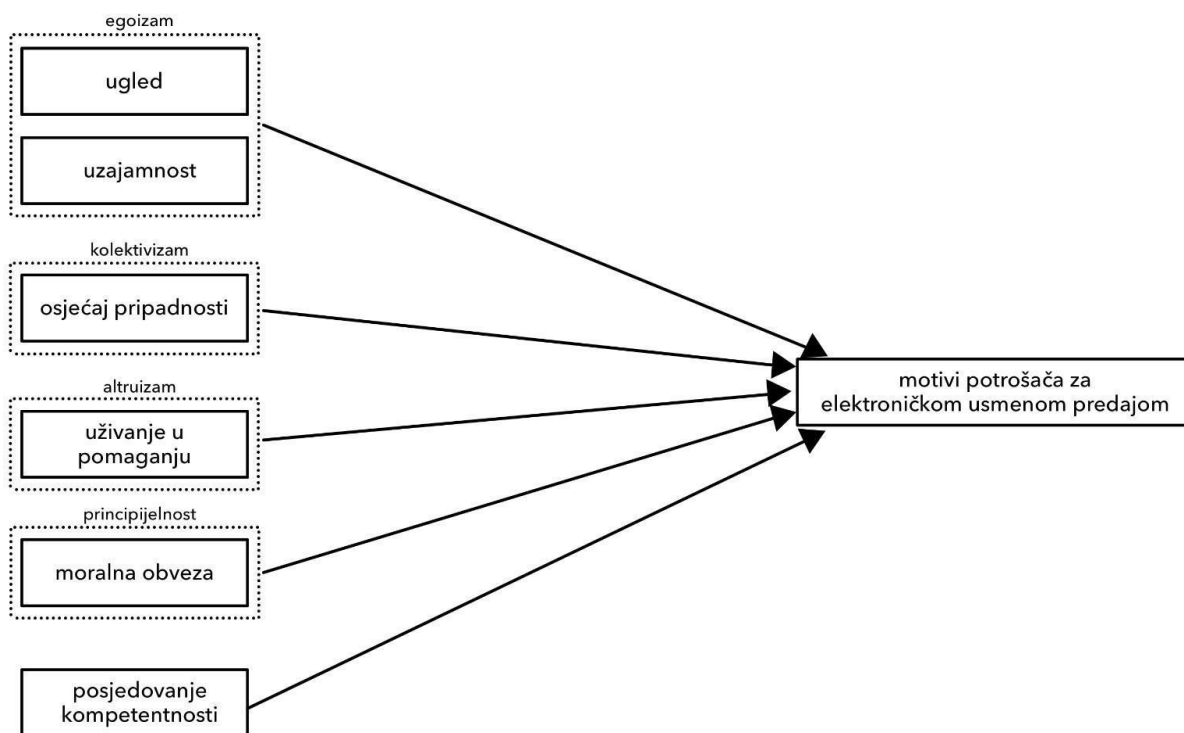 egoizam
ugled
uzajamnost
kolektivizam
osjećaj pripadnosti
altruizam
uživanje u
pomaganju
principijelnost
moralna obveza
posjedovanje
kompetentnosti
motivi potrošača za
elektroničkom usmenom predajom